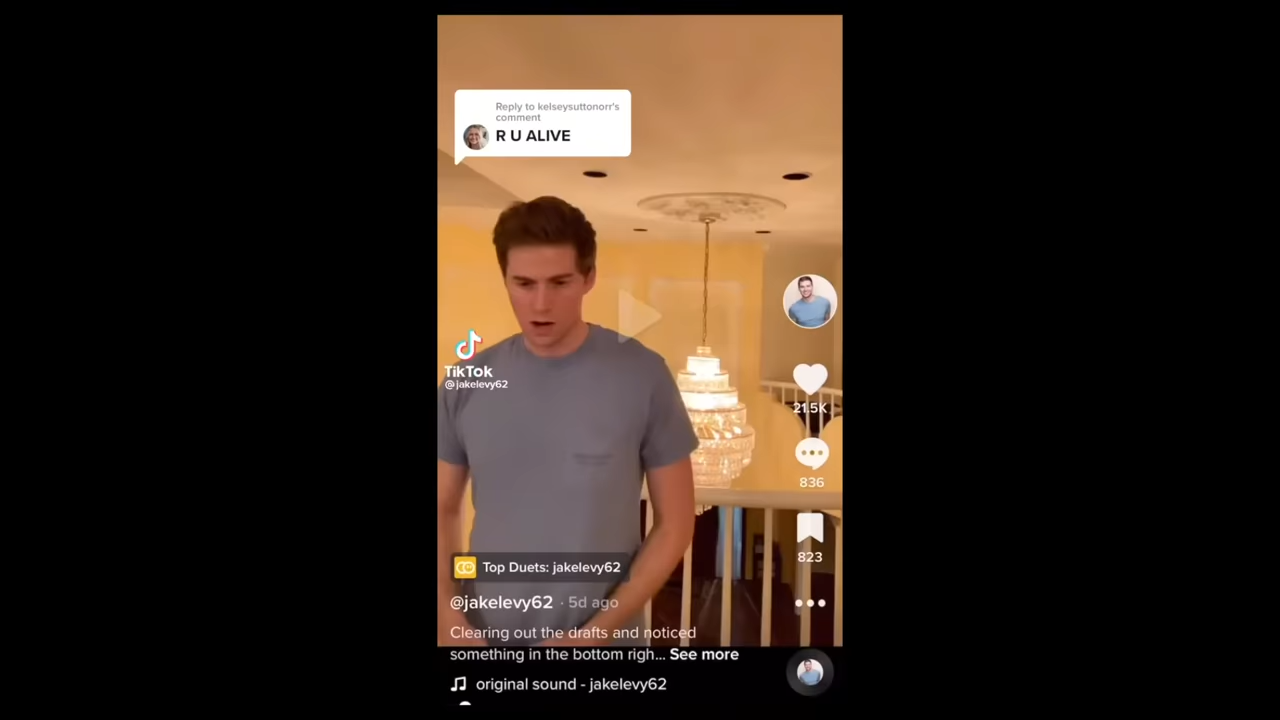 Reply to kelseysuttonorr's
comment
R U ALIVE
TikTok
@jakelevy62
21.5K
836
823
Top Duets: jakelevy62
@jakelevy62 · 5d ago
Clearing out the drafts and noticed
something in the bottom righ... See more
original sound - jakelevy62